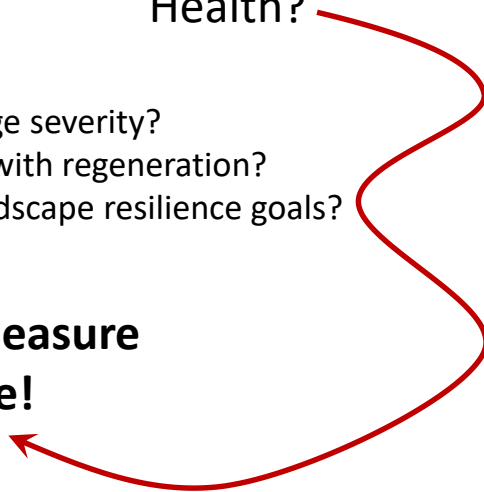 Health?
ge severity?
with regeneration?
dscape resilience goals?
easure
e!